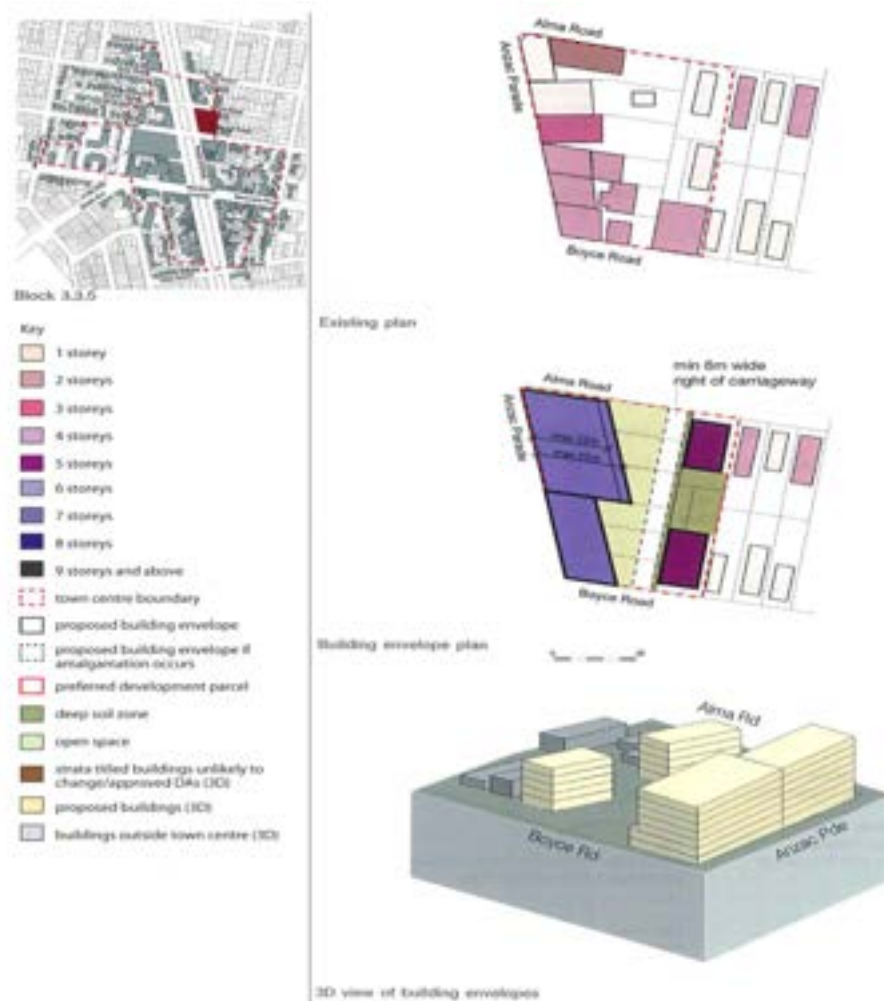 Block 3.3.5
Key
1 storey
2 storeys
3 storeys
4 storeys
5 storeys
6 storeys
7 storeys
8 storeys
9 storeys and above
town centre boundary
proposed building envelope
proposed building envelope if
amalgamation occurs
preferred development parcel
deep soil zone
open space
strata titled buildings unlikely to
change/approved DAs (3D)
proposed buildings (3D)
buildings outside town centre (3D)
Alma Road
Anzac Parade
Boyce Road
Existing plan
min 6m wide
right of carriageway
Alma Road
Anzac Parade
Boyce Road
Building envelope plan
Alma Rd
Boyce Rd
Anzac Pde
3D view of building envelopes